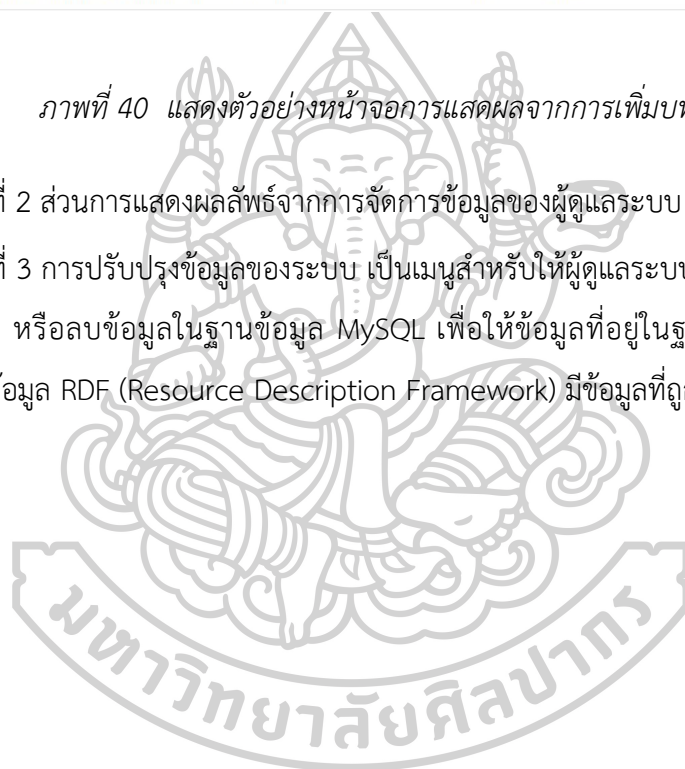 ภาพที่ 40 แสดงตัวอย่างหน้าจอการแสดผลจากการเพิ่มบท
ที่ 2 ส่วนการแสดงผลลัพธ์จากการจัดการข้อมูลของผู้ดูแลระบบ
ที่ 3 การปรับปรุงข้อมูลของระบบ เป็นเมนูสำหรับให้ผู้ดูแลระบบ
หรือลบข้อมูลในฐานข้อมูล MySQL เพื่อให้ข้อมูลที่อยู่ในฐ
ข้อมูล RDF (Resource Description Framework) มีข้อมูลที่ถูก
มหาวิทยาลัยศิลปากร